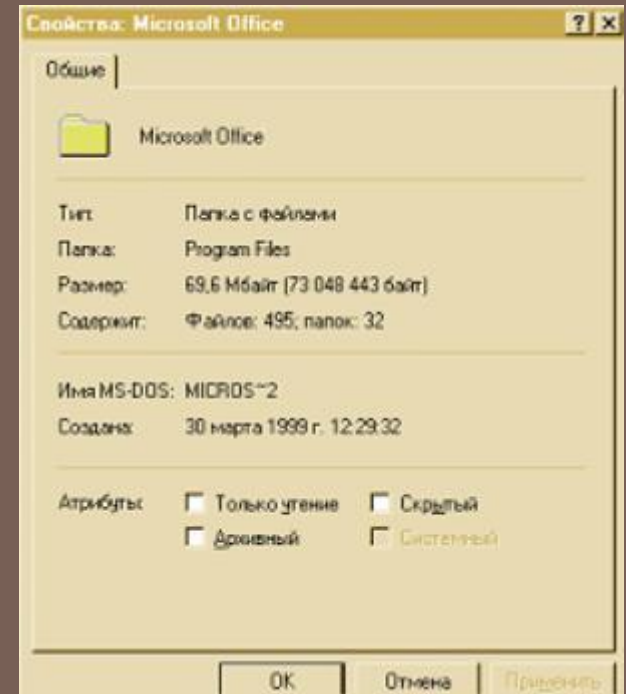 Свойства: Microsoft Office
Общие
Microsoft Office
Тип: Папка с файлами
Папка: Program Files
Размер: 69,6 Мбайт (73 048 443 байт)
Содержит: Файлов: 495; папок: 32
Имя MS-DOS: MICROS~2
Создана: 30 марта 1999 г. 12:29:32
Атрибуты: Только чтение Скрытый
Архивный Системный
OK Отмена Применить